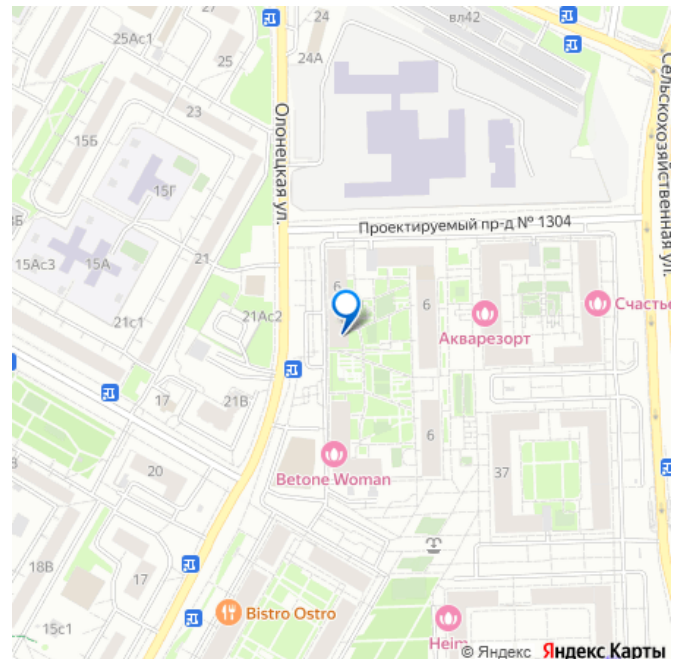 24
вл42
25Ас1
25
24А
Сельскохозяйственная ул.
23
Олонецкая ул.
15Б
15Г
Проектируемый пр-д № 1304
15А
15Ас3
21
6
6
21Ас2
21с1
Акварезорт
Счастье
17
21В
6
37
20
Betone Woman
18В
17
15с1
Bistro Ostro
Heim
© Яндекс Яндекс Карты